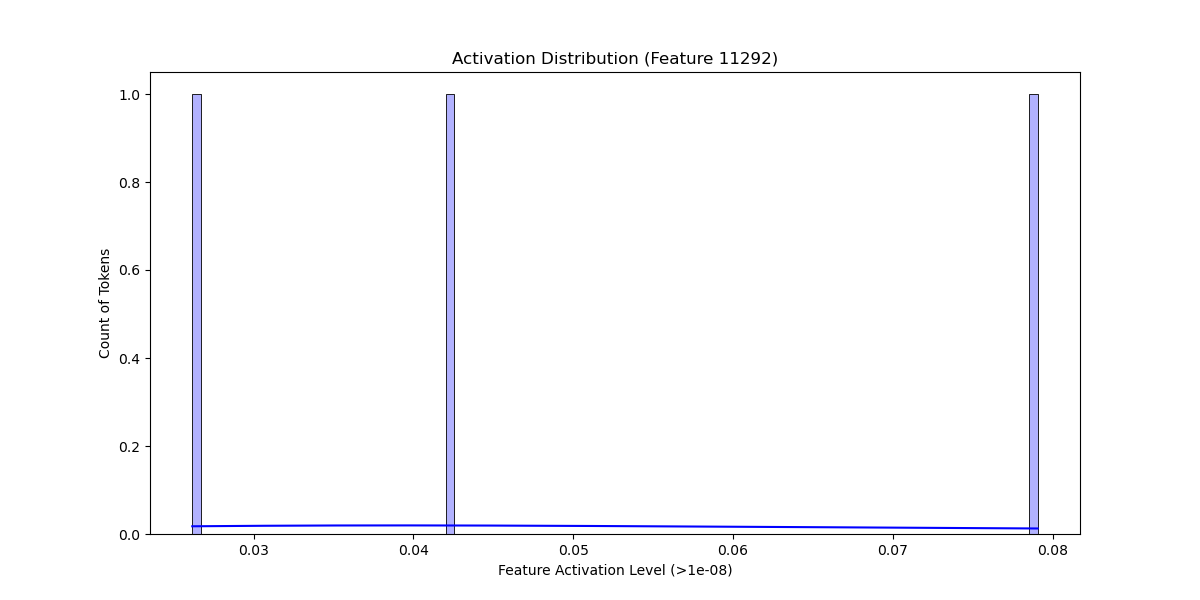 Activation Distribution (Feature 11292)
Count of Tokens
1.0
0.8
0.6
0.4
0.2
0.0
0.03 0.04 0.05 0.06 0.07 0.08
Feature Activation Level (>1e-08)